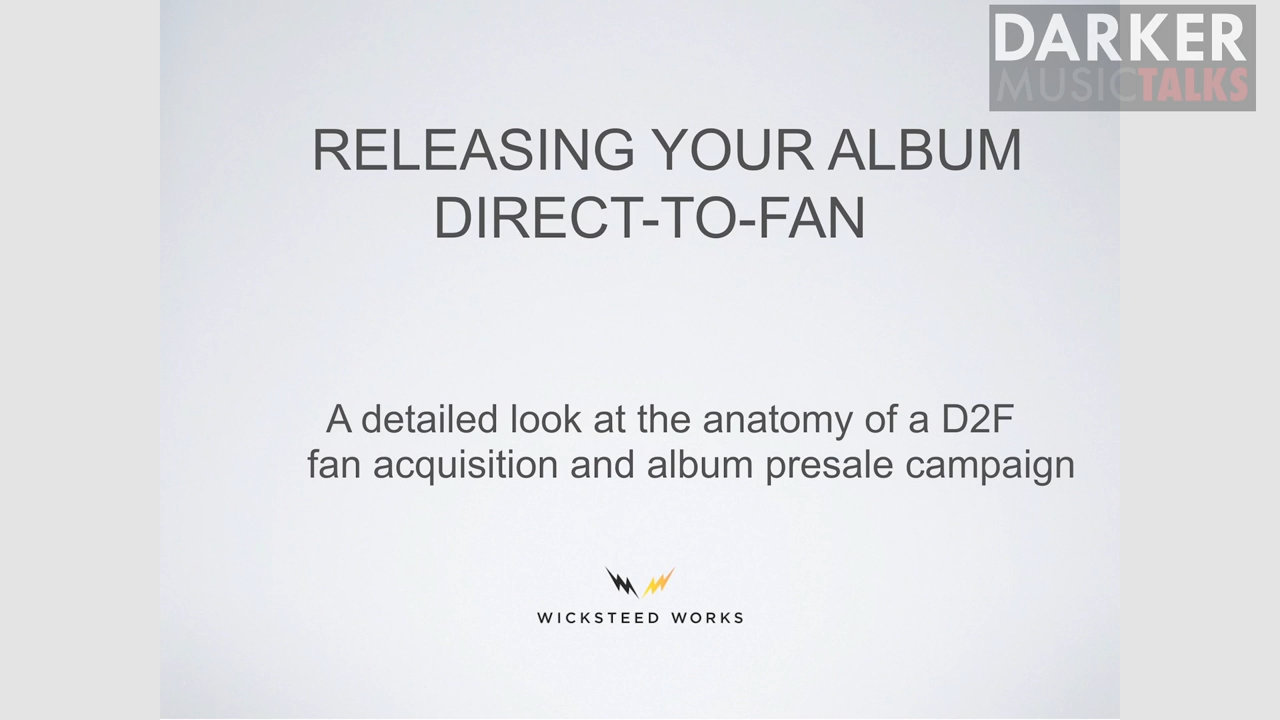 DARKER
MUSICTALKS
RELEASING YOUR ALBUM
DIRECT-TO-FAN
A detailed look at the anatomy of a D2F
fan acquisition and album presale campaign
WICKSTEED WORKS